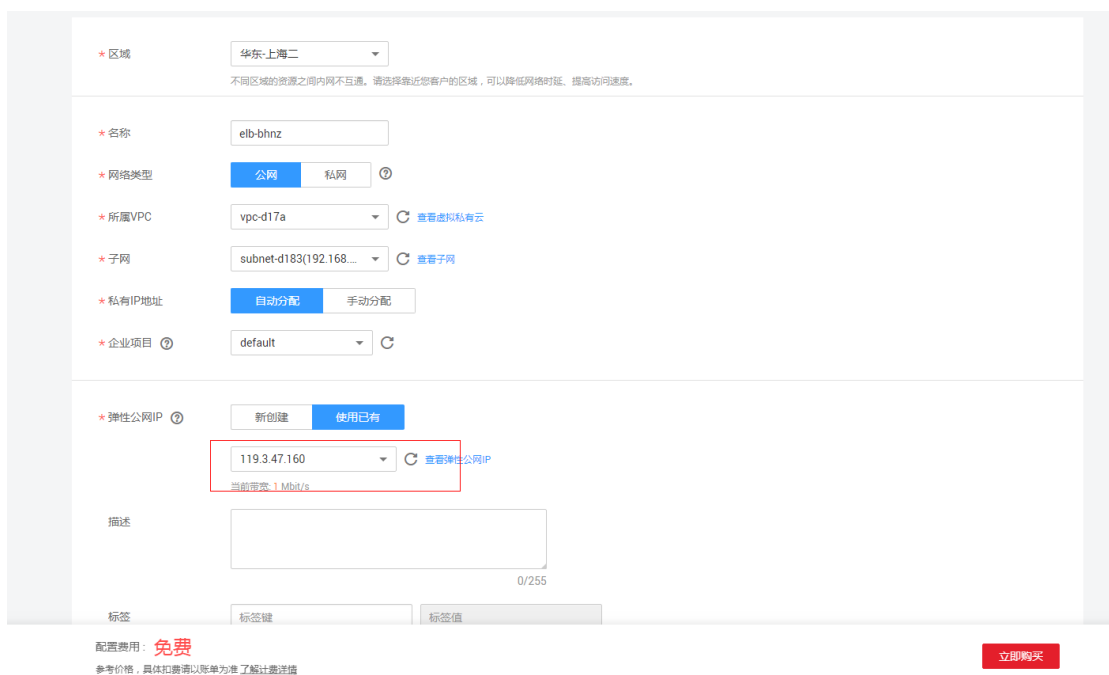 * 区域 华东-上海二
不同区域的资源之间内网不互通。请选择靠近您客户的区域，可以降低网络时延、提高访问速度。
* 名称 elb-bhnz
* 网络类型 公网 私网 ?
* 所属VPC vpc-d17a 查看虚拟私有云
* 子网 subnet-d183(192.168.... 查看子网
* 私有IP地址 自动分配 手动分配
* 企业项目 ? default
* 弹性公网IP ? 新创建 使用已有
119.3.47.160 查看弹性公网IP
当前带宽: 1 Mbit/s
描述
0/255
标签 标签键 标签值
配置费用： 免费
参考价格，具体扣费请以账单为准 了解计费详情
立即购买